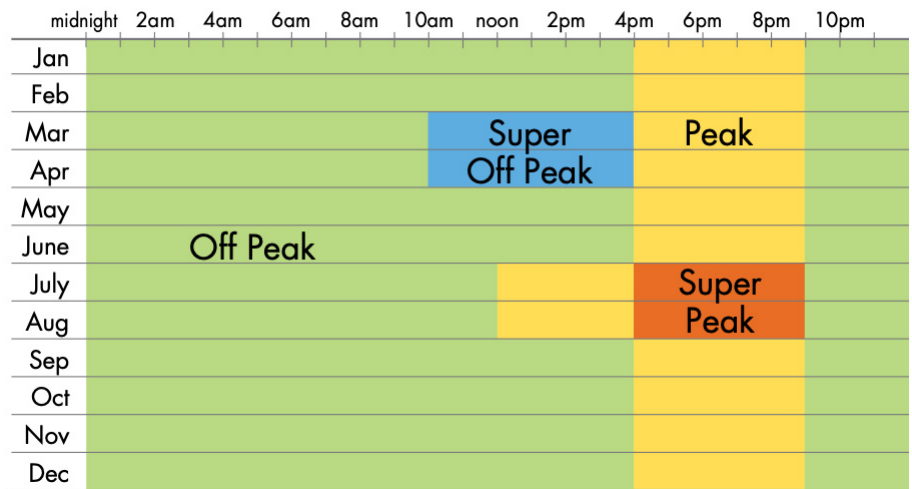 midnight 2am 4am 6am 8am 10am noon 2pm 4pm 6pm 8pm 10pm
Jan
Feb
Mar Super Peak
Apr Off Peak
May
June Off Peak
July Super
Aug Peak
Sep
Oct
Nov
Dec